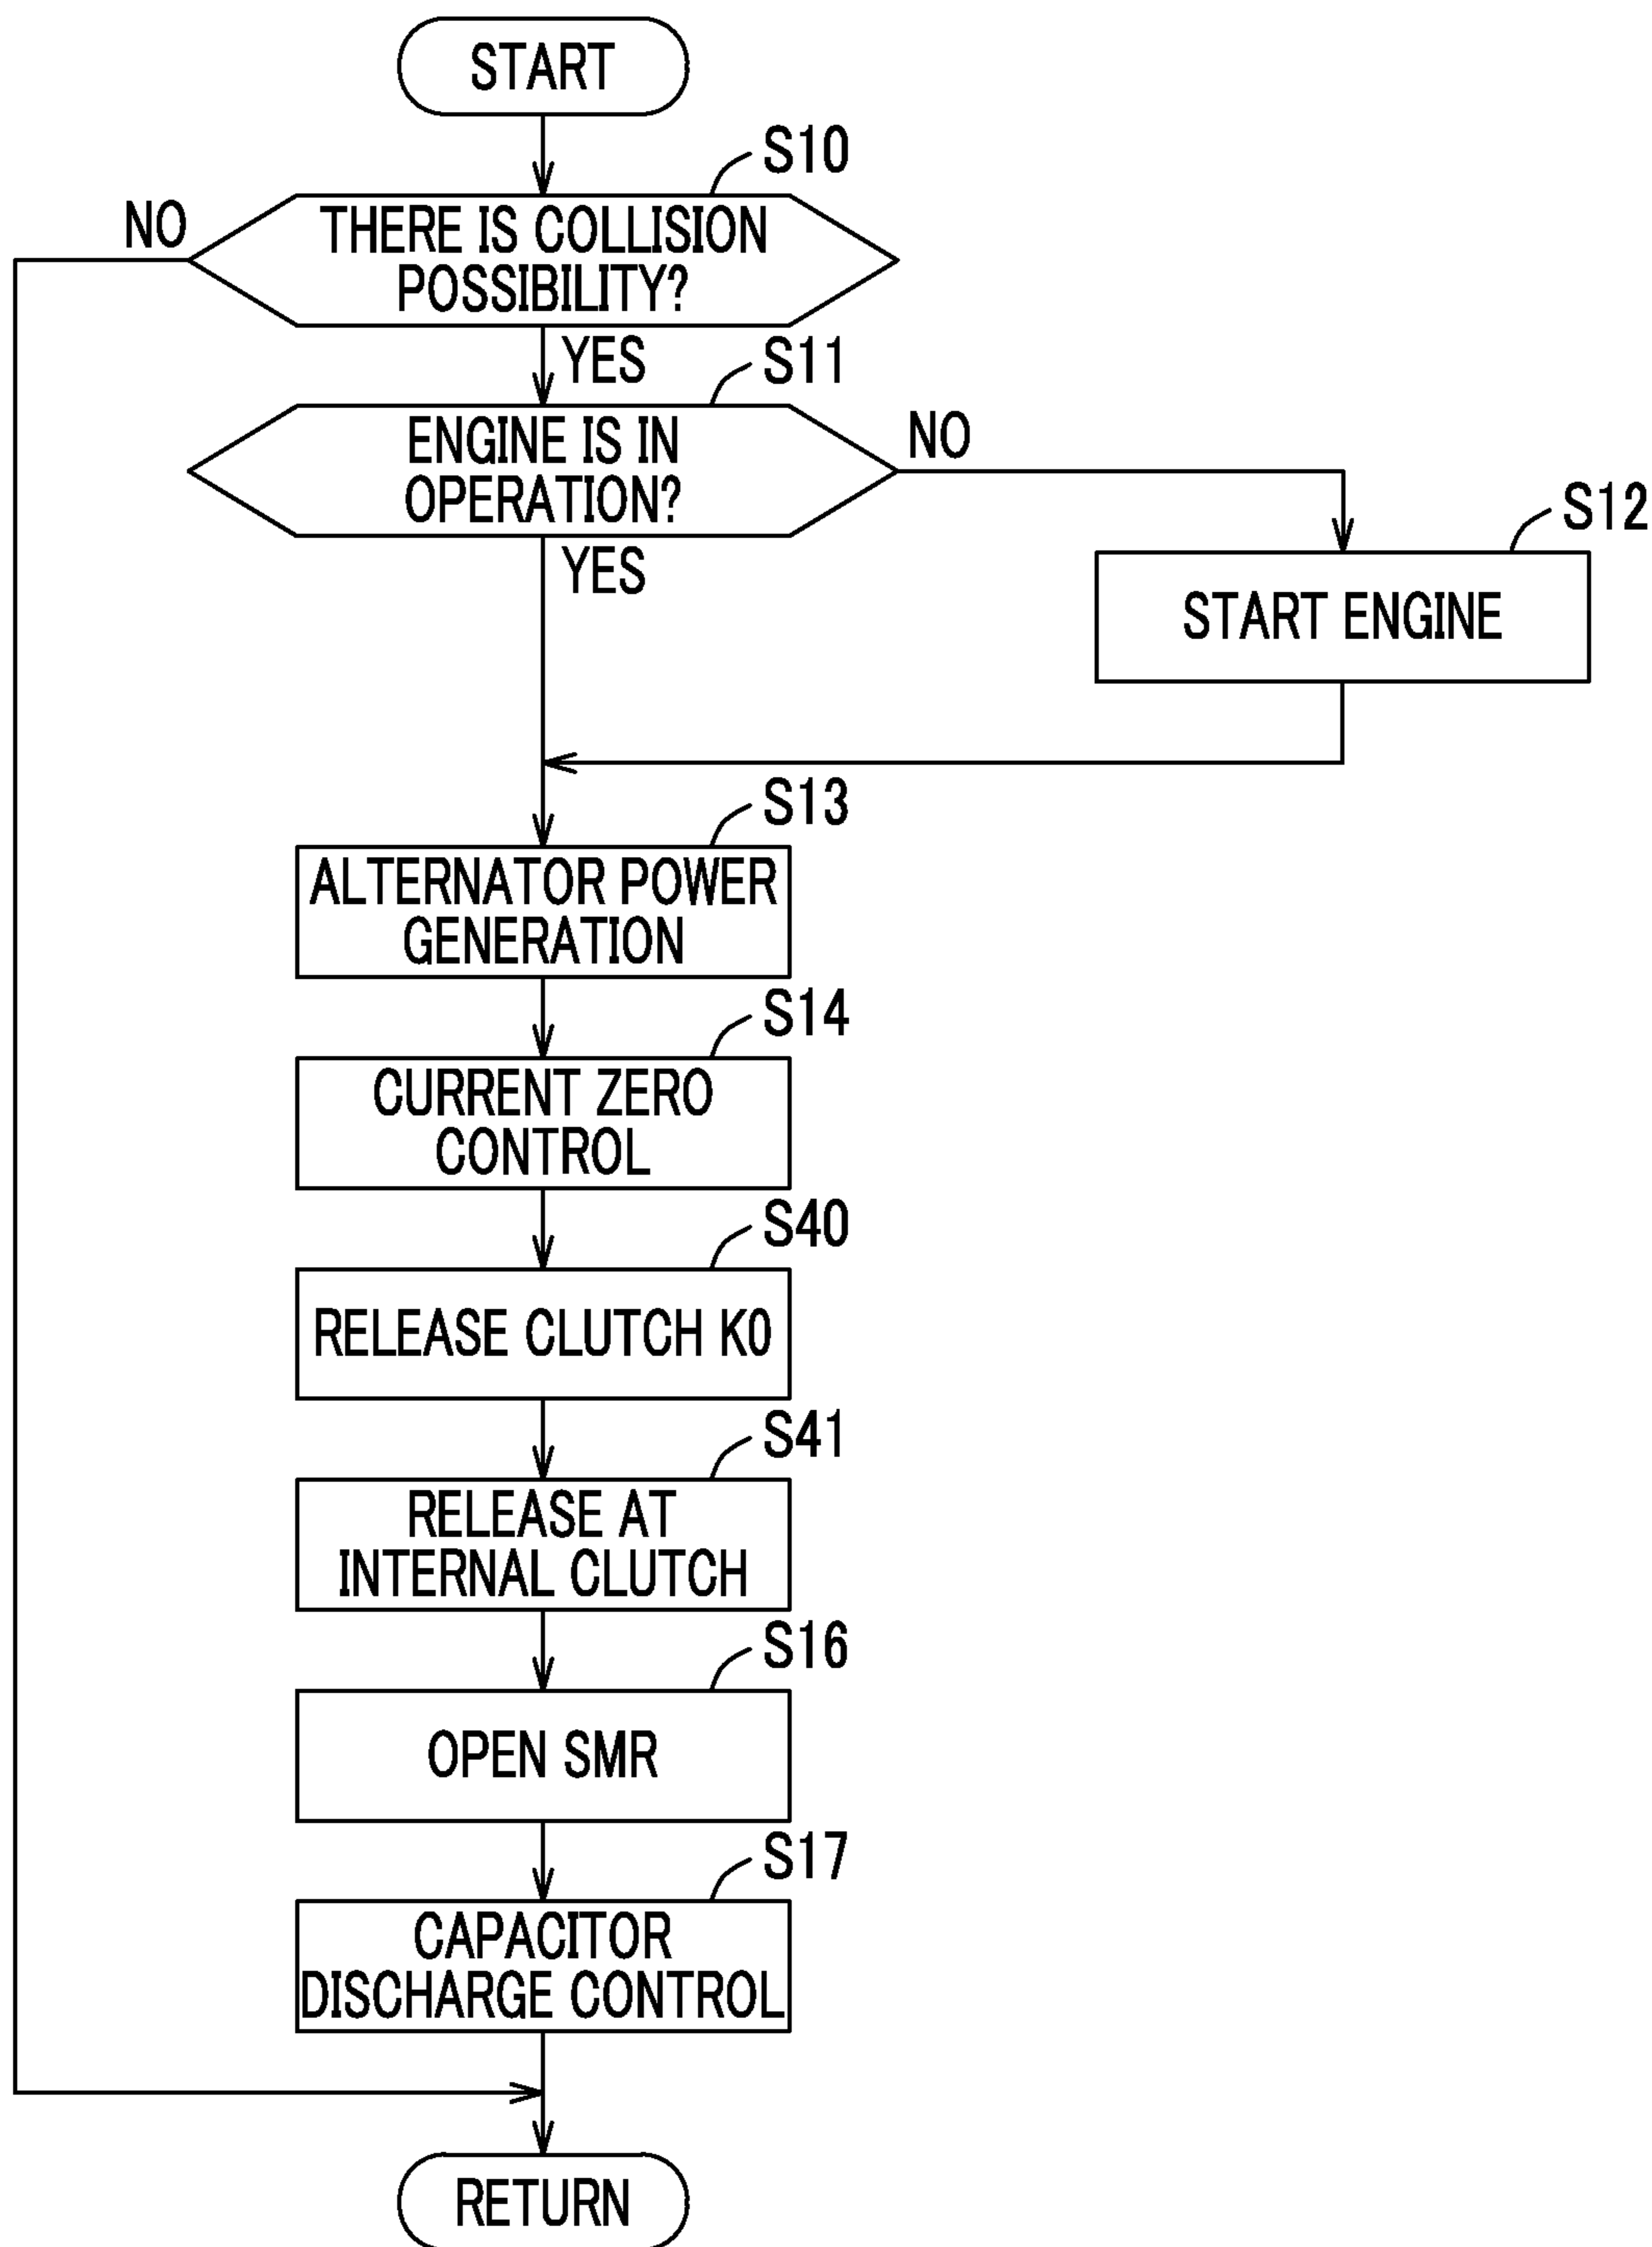 START
S10
NO
THERE IS COLLISION
POSSIBILITY?
YES
S11
ENGINE IS IN
OPERATION?
NO
S12
YES
START ENGINE
S13
ALTERNATOR POWER
GENERATION
S14
CURRENT ZERO
CONTROL
S40
RELEASE CLUTCH K0
S41
RELEASE AT
INTERNAL CLUTCH
S16
OPEN SMR
S17
CAPACITOR
DISCHARGE CONTROL
RETURN